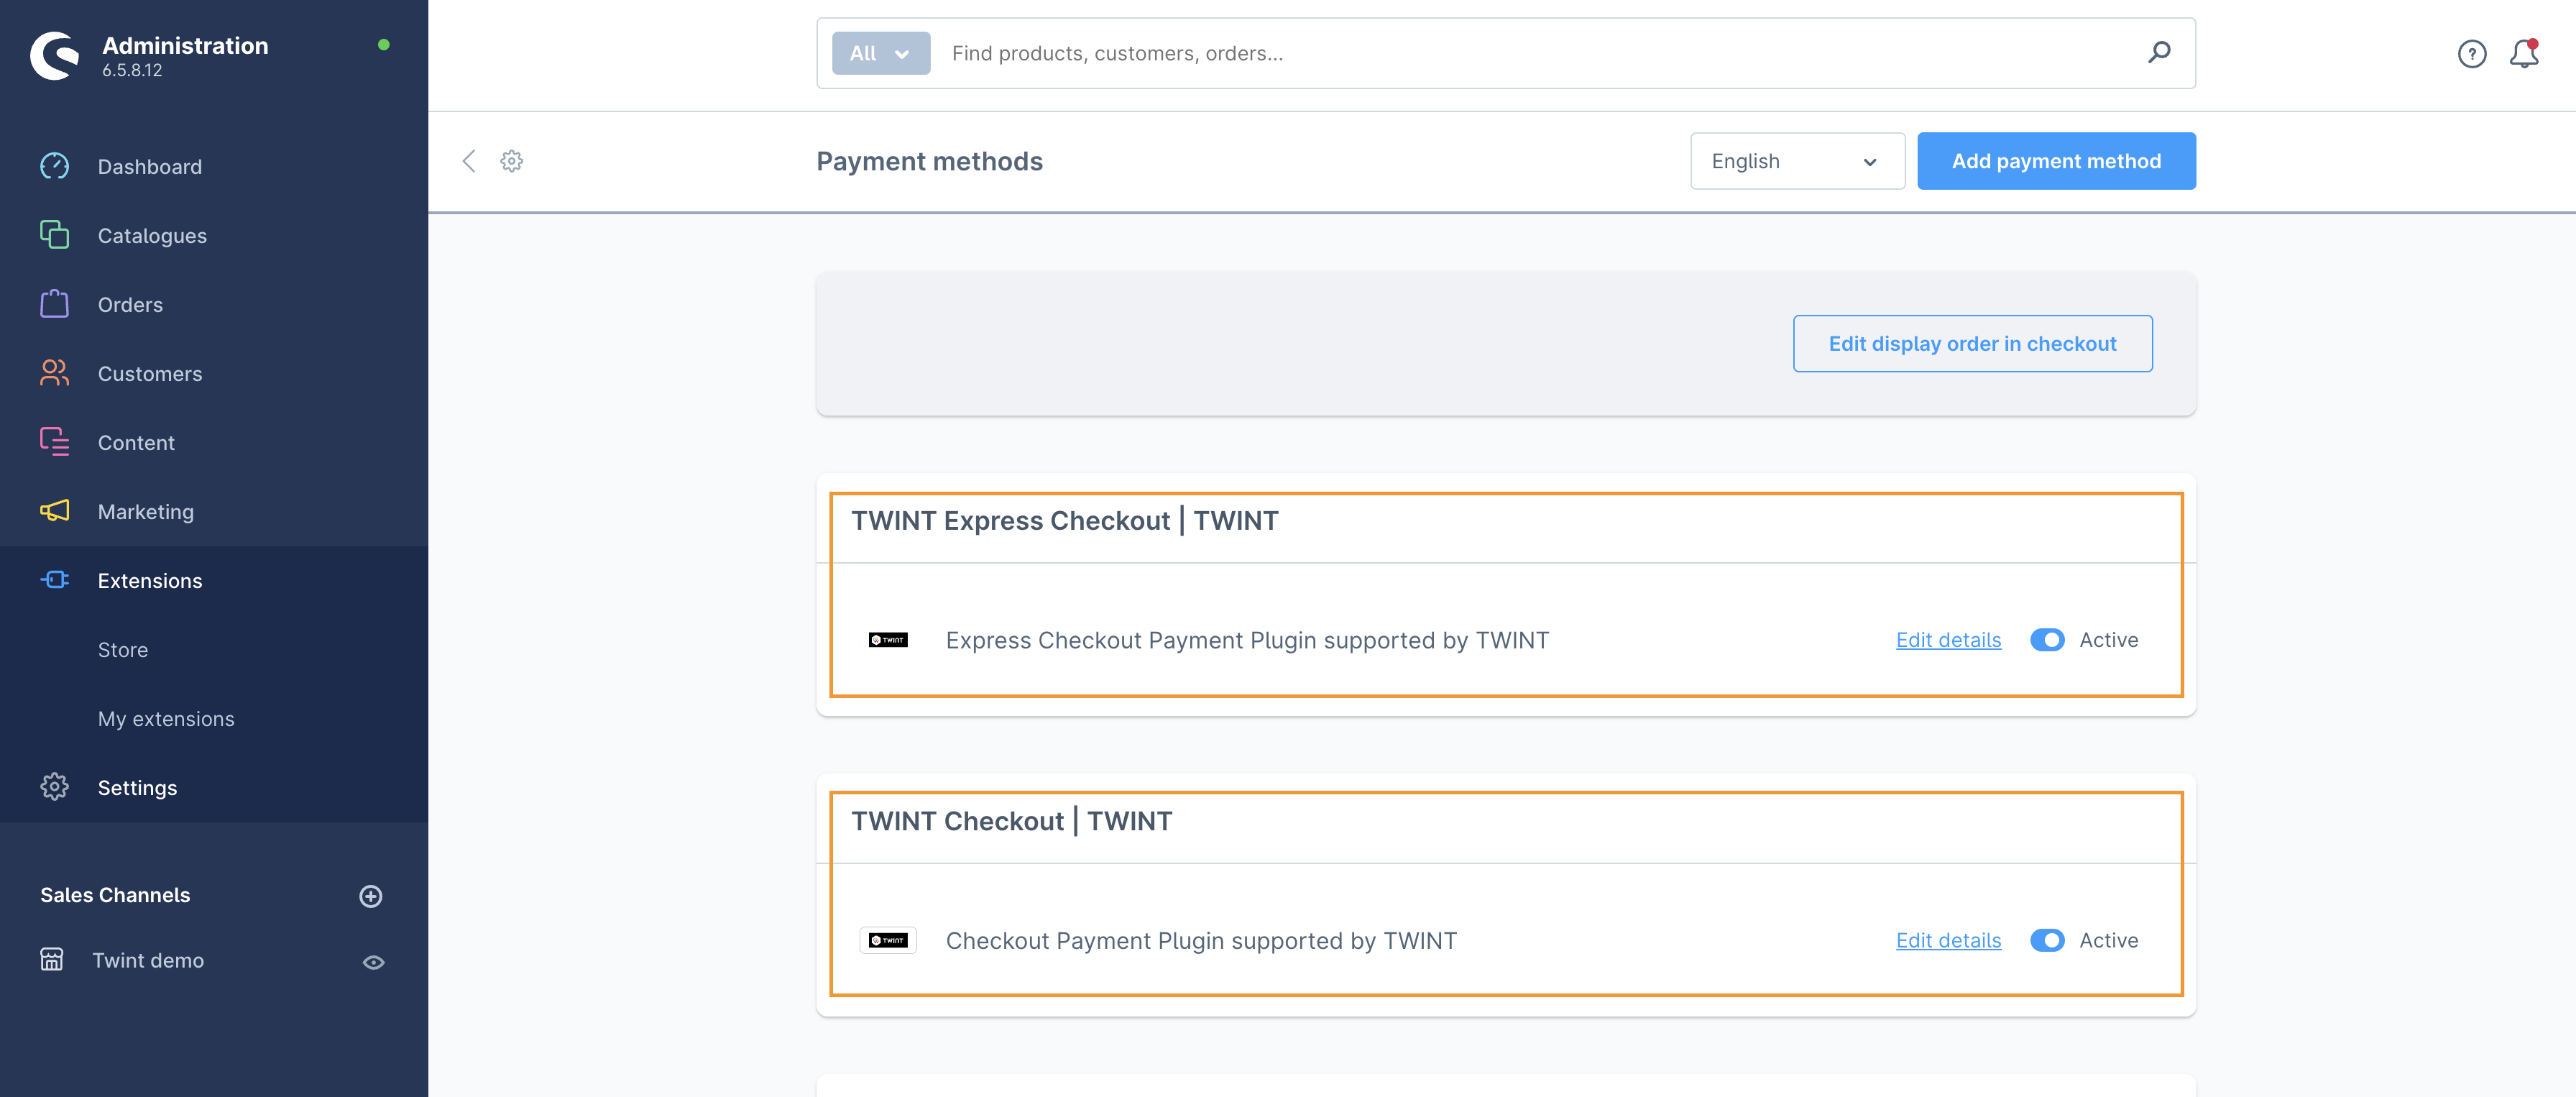 Administration
6.5.8.12
All
Find products, customers, orders...
Dashboard
Catalogues
Orders
Customers
Content
Marketing
Extensions
Store
My extensions
Settings
Sales Channels
Twint demo
Payment methods
English
Add payment method
Edit display order in checkout
TWINT Express Checkout | TWINT
TWINT
Express Checkout Payment Plugin supported by TWINT
Edit details
Active
TWINT Checkout | TWINT
TWINT
Checkout Payment Plugin supported by TWINT
Edit details
Active